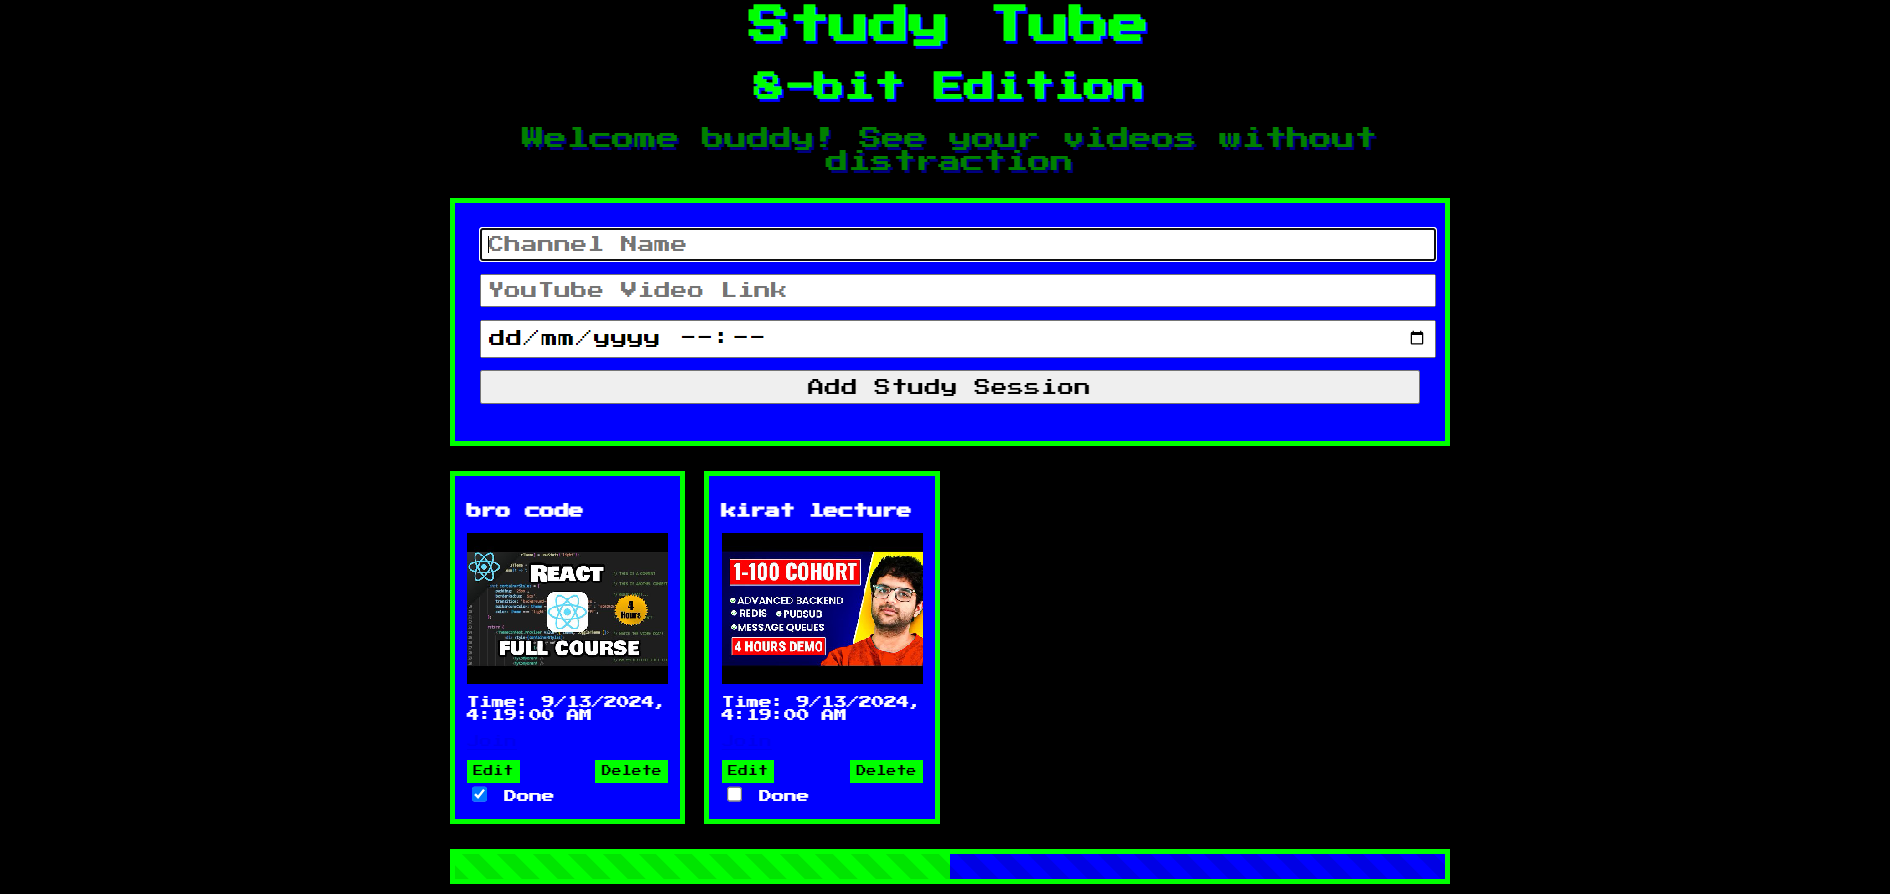 Study Tube
8-bit Edition
Welcome buddy! See your videos without
distraction
Channel Name
YouTube Video Link
dd/mm/yyyy --:--
Add Study Session
bro code
REACT
4
Hours
FULL COURSE
Time: 9/13/2024,
4:19:00 AM
Edit Delete
Done
kirat lecture
1-100 COHORT
ADVANCED BACKEND
REDIS PUBSUB
MESSAGE QUEUES
4 HOURS DEMO
Time: 9/13/2024,
4:19:00 AM
Edit Delete
Done